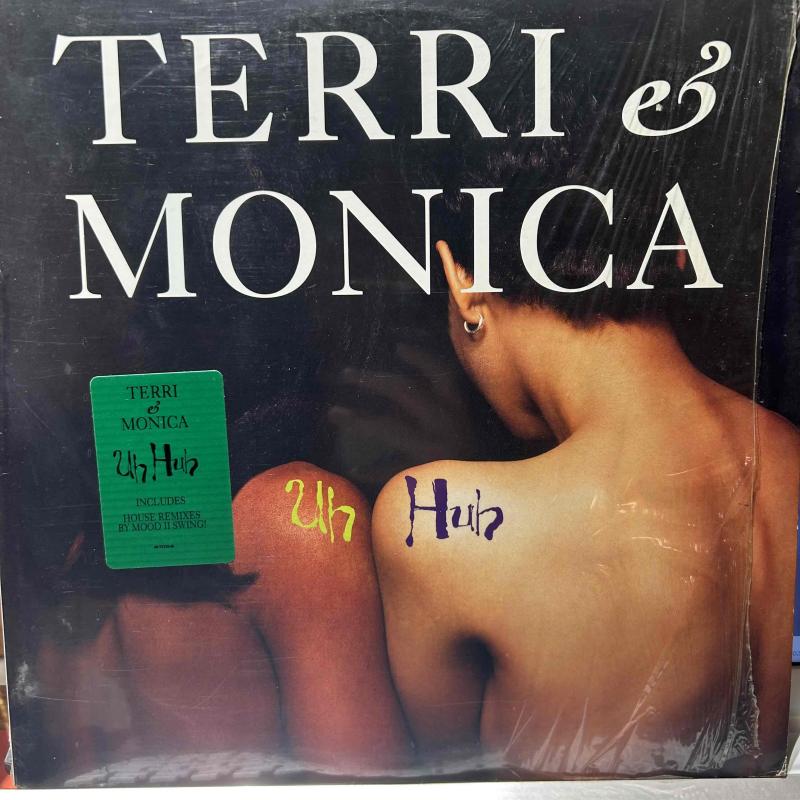 TERRI &
MONICA
TERRI
&
MONICA
Uh Huh
INCLUDES
HOUSE REMIXES
BY MOOD II SWING!
Uh Huh